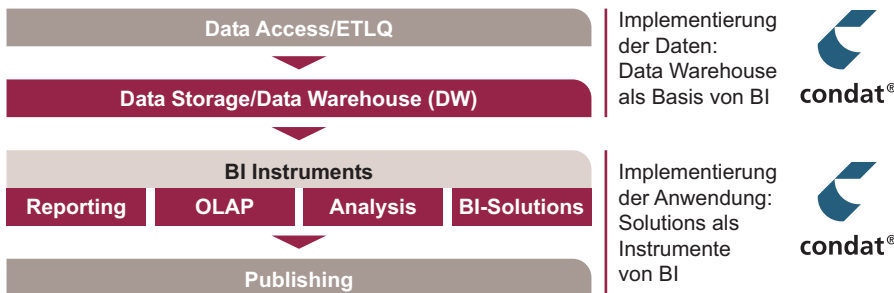 Data Access/ETLQ
Data Storage/Data Warehouse (DW)
BI Instruments
Reporting
OLAP
Analysis
BI-Solutions
Publishing
Implementierung
der Daten:
Data Warehouse
als Basis von BI
condat®
Implementierung
der Anwendung:
Solutions als
Instrumente
von BI
condat®